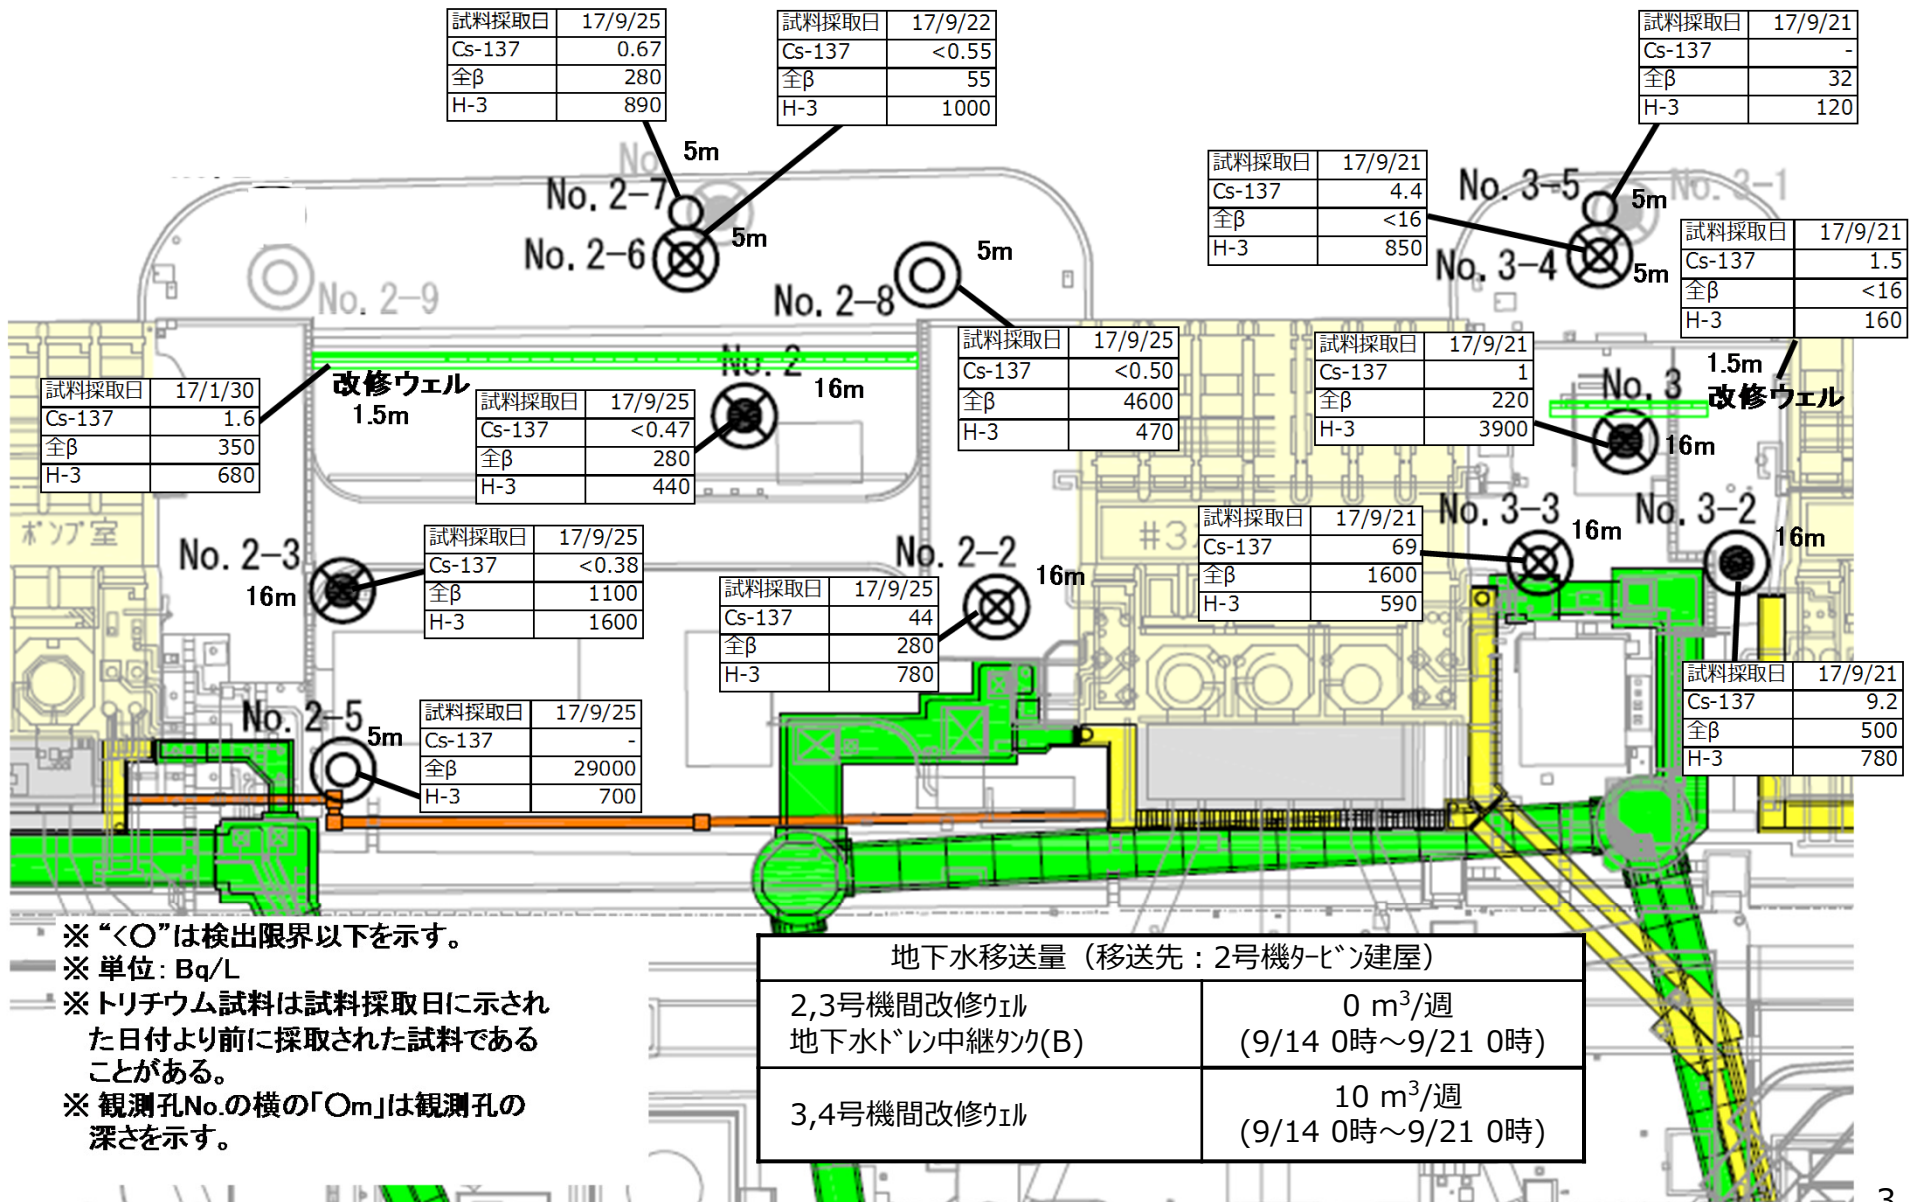 試料採取日 17/9/25
Cs-137 0.67
全β 280
H-3 890
試料採取日 17/9/22
Cs-137 <0.55
全β 55
H-3 1000
試料採取日 17/9/21
Cs-137 -
全β 32
H-3 120
試料採取日 17/9/21
Cs-137 4.4
全β <16
H-3 850
試料採取日 17/9/21
Cs-137 1.5
全β <16
H-3 160
No
5m
No. 2-7
No. 2-6
5m
No. 2-8
5m
No. 2-9
No. 3-5
5m
No. 3-1
No. 3-4
5m
試料採取日 17/1/30
Cs-137 1.6
全β 350
H-3 680
改修ウェル
1.5m
No. 2
16m
試料採取日 17/9/25
Cs-137 <0.47
全β 280
H-3 440
試料採取日 17/9/25
Cs-137 <0.50
全β 4600
H-3 470
試料採取日 17/9/21
Cs-137 1
全β 220
H-3 3900
1.5m
改修ウェル
No. 3
16m
ポンプ室
No. 2-3
16m
試料採取日 17/9/25
Cs-137 <0.38
全β 1100
H-3 1600
No. 2-2
16m
試料採取日 17/9/25
Cs-137 44
全β 280
H-3 780
#3
試料採取日 17/9/21
Cs-137 69
全β 1600
H-3 590
No. 3-3
16m
No. 3-2
16m
試料採取日 17/9/21
Cs-137 9.2
全β 500
H-3 780
No. 2-5
5m
試料採取日 17/9/25
Cs-137 -
全β 29000
H-3 700
※ “<○”は検出限界以下を示す。
※ 単位: Bq/L
※ トリチウム試料は試料採取日に示され
た日付より前に採取された試料である
ことがある。
※ 観測孔No.の横の「○m」は観測孔の
深さを示す。
地下水移送量（移送先：2号機ﾀｰﾋﾞﾝ建屋）
2,3号機間改修ｳｪﾙ
地下水ﾄﾞﾚﾝ中継ﾀﾝｸ(B)
0 m³/週
(9/14 0時～9/21 0時)
3,4号機間改修ｳｪﾙ
10 m³/週
(9/14 0時～9/21 0時)
3